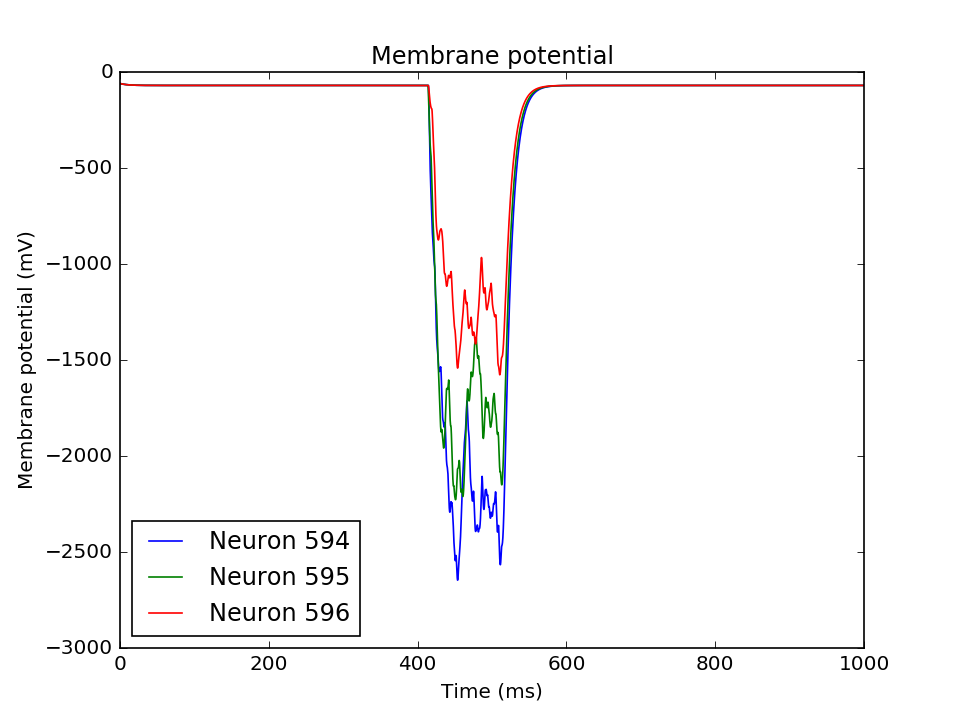 Membrane potential
Membrane potential (mV)
0
−500
−1000
−1500
−2000
−2500
−3000
Neuron 594
Neuron 595
Neuron 596
0 200 400 600 800 1000
Time (ms)